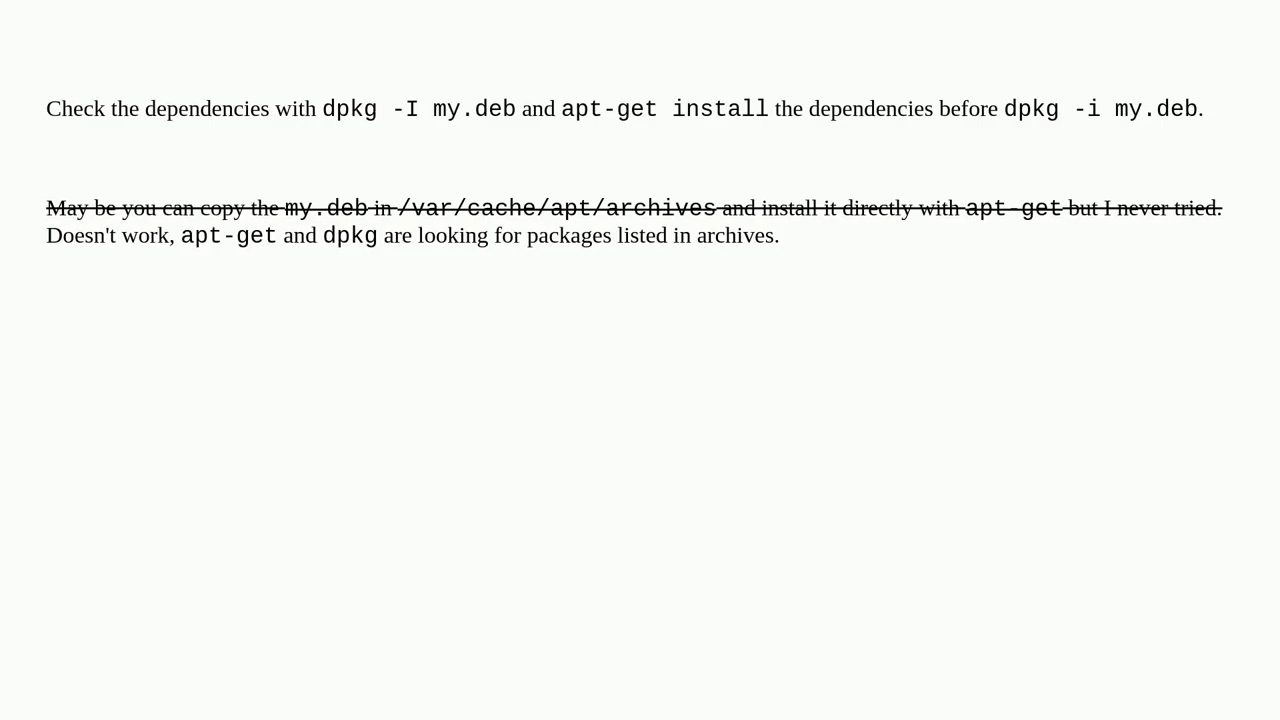 Check the dependencies with dpkg -I my.deb and apt-get install the dependencies before dpkg -i my.deb.
May be you can copy the my.deb in /var/cache/apt/archives and install it directly with apt-get but I never tried.
Doesn't work, apt-get and dpkg are looking for packages listed in archives.